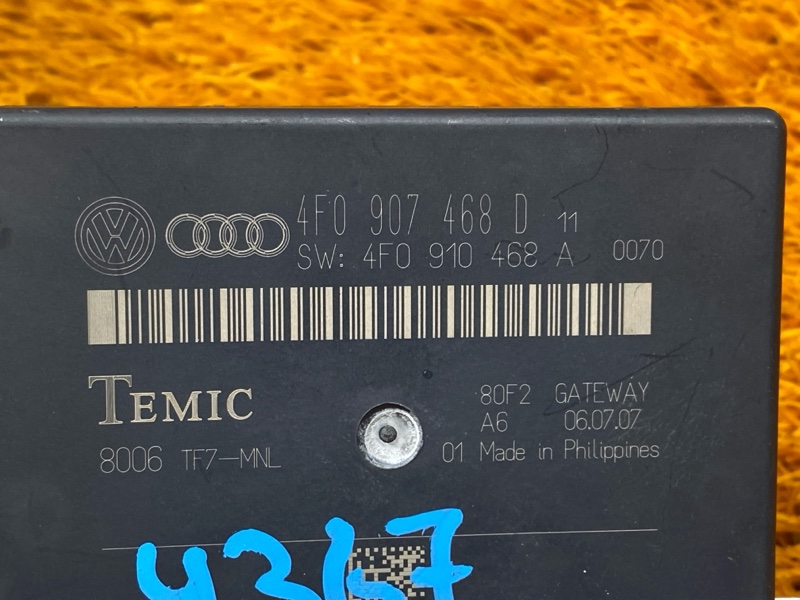 4F0 907 468 D 11
SW: 4F0 910 468 A 0070
TEMIC
80F2 GATEWAY
A6 06.07.07
8006 TF7-MNL
01 Made in Philippines